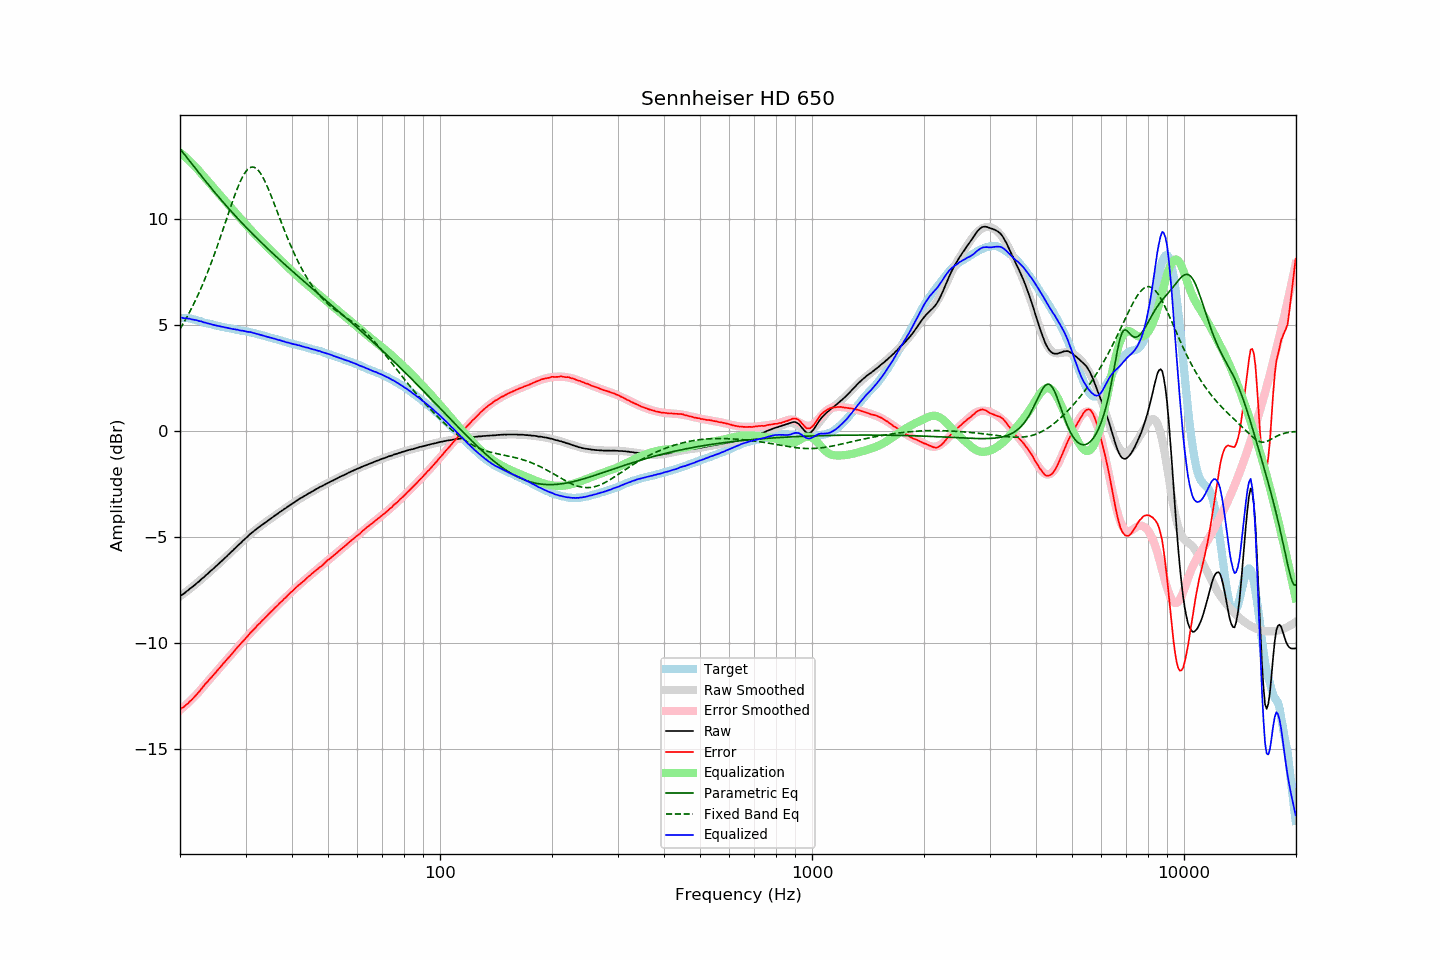 Sennheiser HD 650
Amplitude (dBr)
10
5
0
−5
−10
−15
100
1000
10000
Frequency (Hz)
Target
Raw Smoothed
Error Smoothed
Raw
Error
Equalization
Parametric Eq
Fixed Band Eq
Equalized